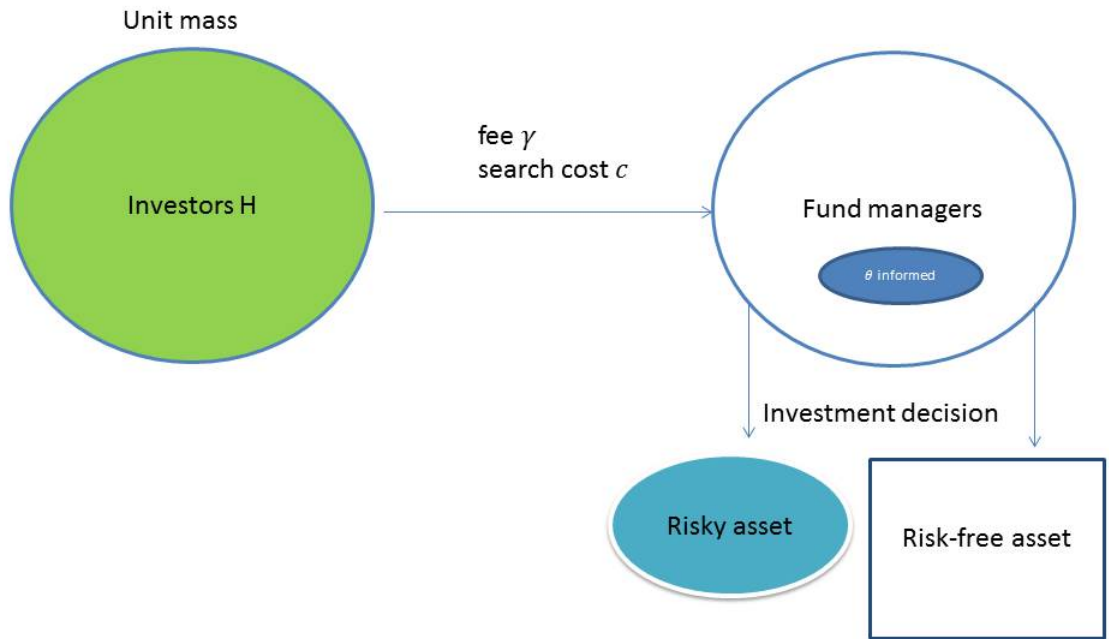 Unit mass
fee γ
search cost c
Investors H
Fund managers
θ informed
Investment decision
Risky asset
Risk-free asset